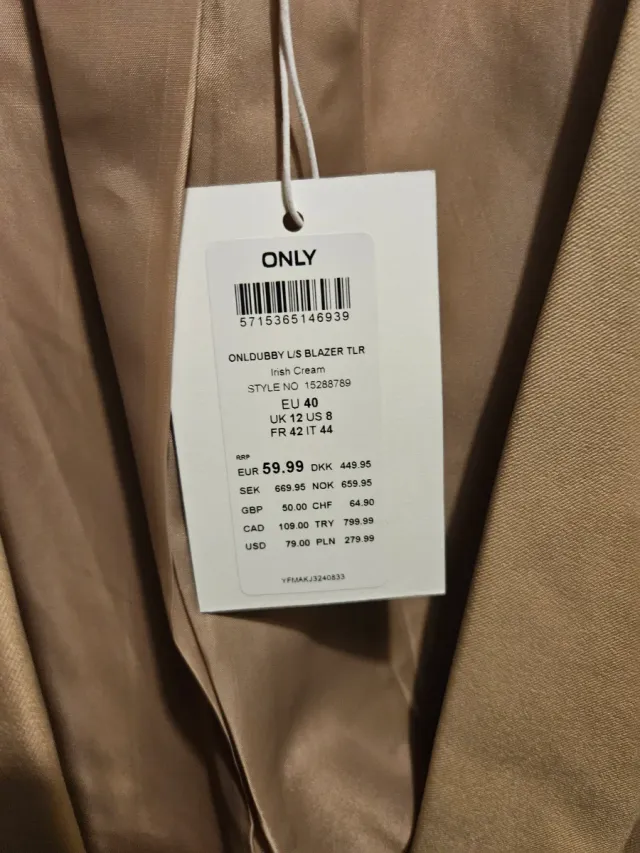 ONLY
5715365146939
ONLDUBBY L/S BLAZER TLR
Irish Cream
STYLE NO 15288789
EU 40
UK 12 US 8
FR 42 IT 44
RRP
EUR 59.99 DKK 449.95
SEK 669.95 NOK 659.95
GBP 50.00 CHF 64.90
CAD 109.00 TRY 799.99
USD 79.00 PLN 279.99
YFMAKJ3240833